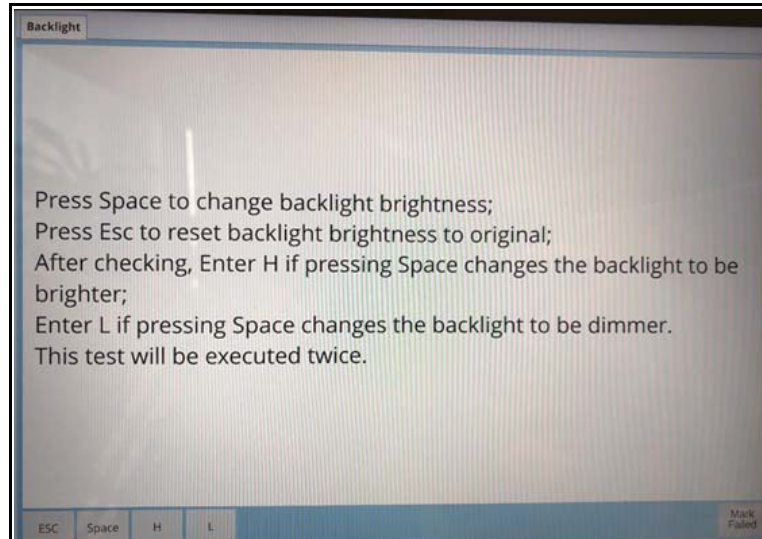 Backlight
Press Space to change backlight brightness;
Press Esc to reset backlight brightness to original;
After checking, Enter H if pressing Space changes the backlight to be
brighter;
Enter L if pressing Space changes the backlight to be dimmer.
This test will be executed twice.
ESC Space H L
Mark
Failed